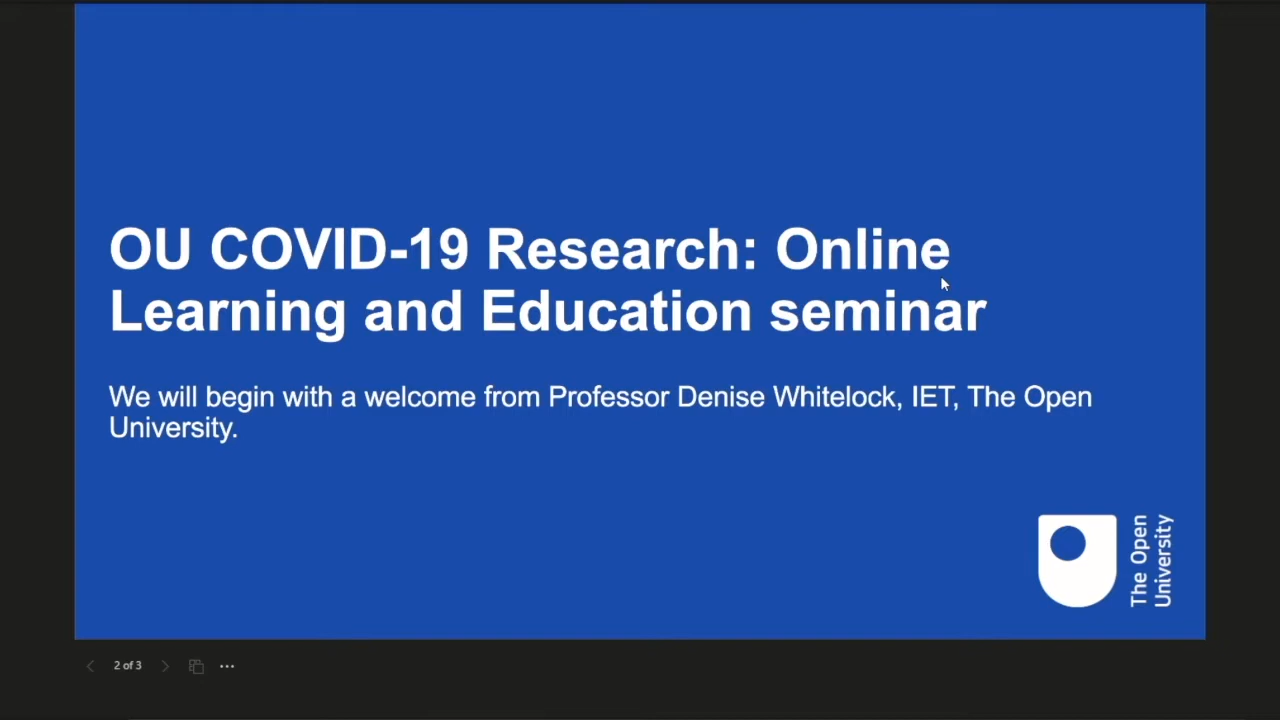 OU COVID-19 Research: Online
Learning and Education seminar
We will begin with a welcome from Professor Denise Whitelock, IET, The Open
University.
The Open
University
2 of 3